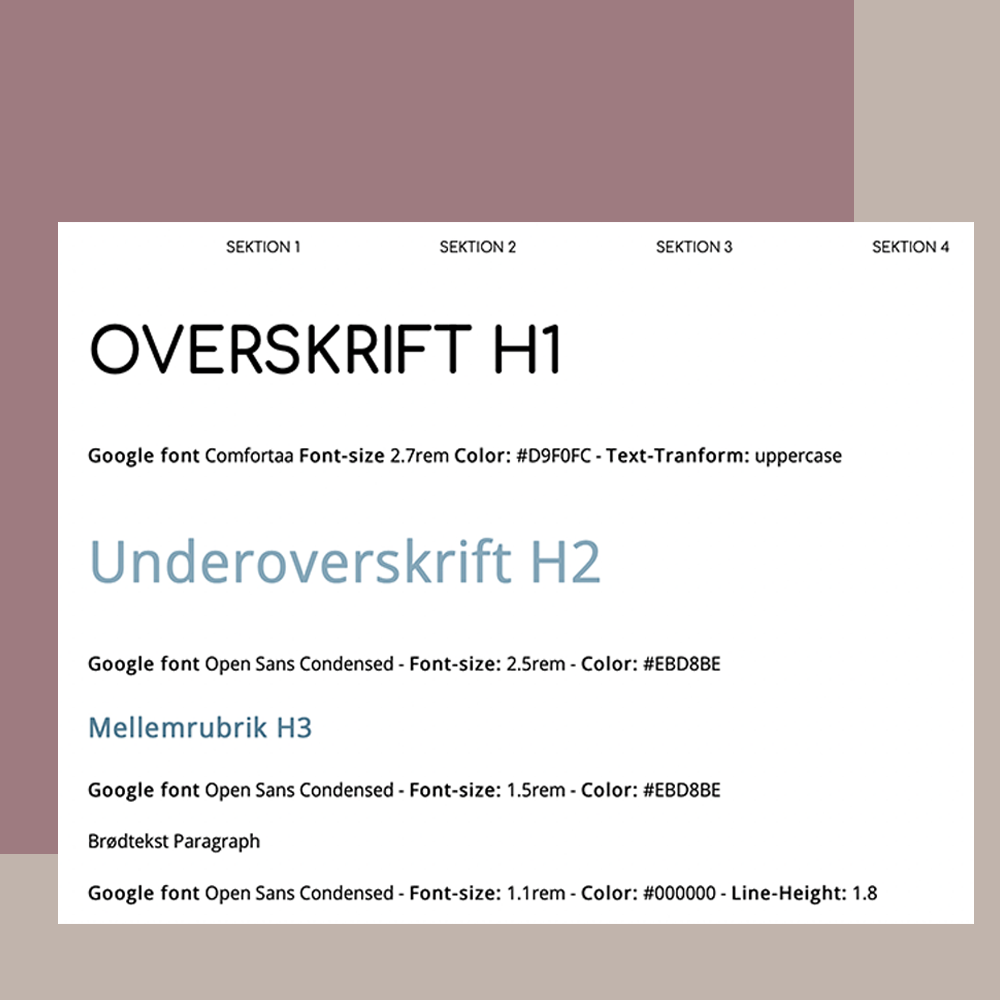 SEKTION 1 SEKTION 2 SEKTION 3 SEKTION 4
OVERSKRIFT H1
Google font Comfortaa Font-size 2.7rem Color: #D9F0FC - Text-Tranform: uppercase
Underoverskrift H2
Google font Open Sans Condensed - Font-size: 2.5rem - Color: #EBD8BE
Mellemrubrik H3
Google font Open Sans Condensed - Font-size: 1.5rem - Color: #EBD8BE
Brødtekst Paragraph
Google font Open Sans Condensed - Font-size: 1.1rem - Color: #000000 - Line-Height: 1.8